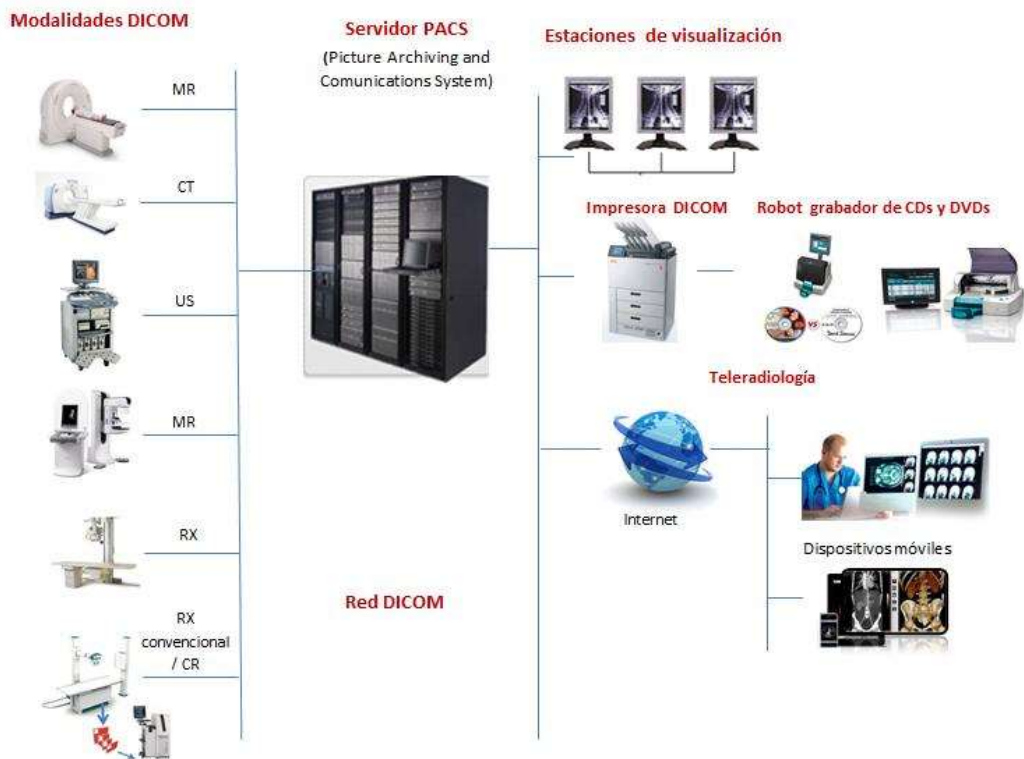 Modalidades DICOM
MR
CT
US
MR
RX
RX
convencional
/ CR
Servidor PACS
(Picture Archiving and
Comunications System)
Red DICOM
Estaciones de visualización
Impresora DICOM
Robot grabador de CDs y DVDs
VS
Teleradiología
Internet
Dispositivos móviles